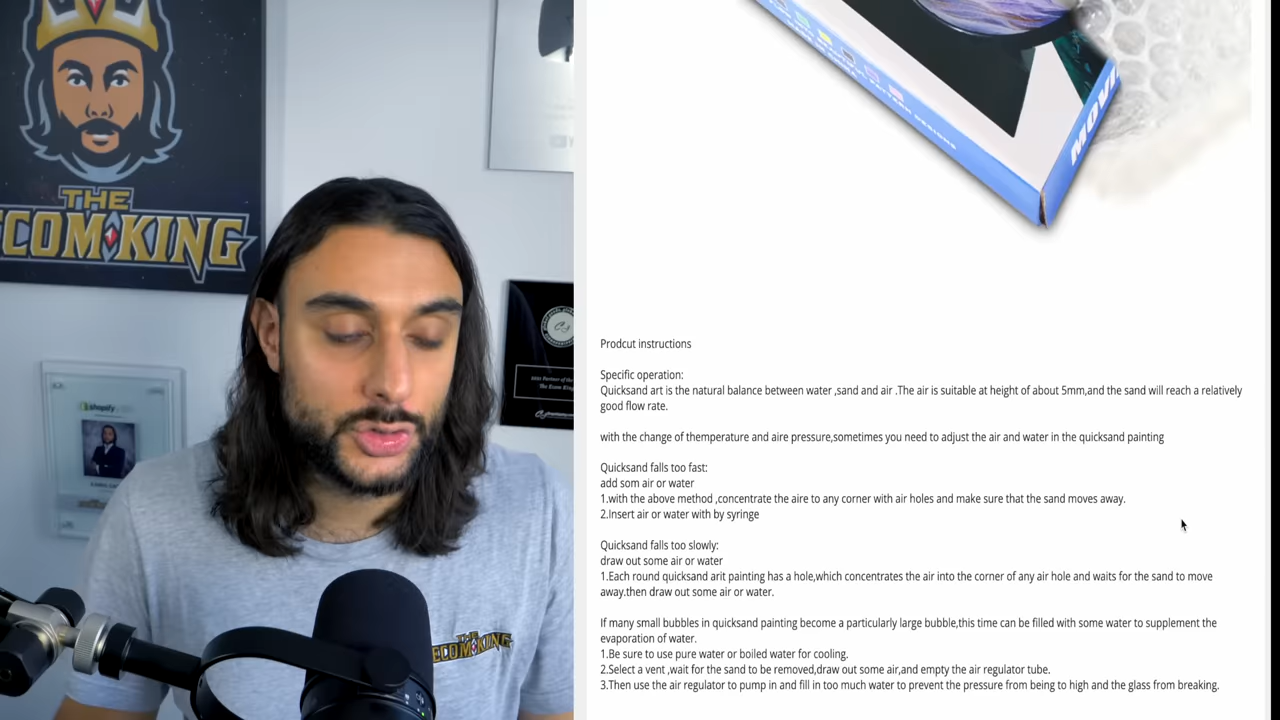 THE
ECOM KING
shopify
THE
ECOM KING
MOVI
Prodcut instructions
Specific operation:
Quicksand art is the natural balance between water ,sand and air .The air is suitable at height of about 5mm,and the sand will reach a relatively
good flow rate.
with the change of themperature and aire pressure,sometimes you need to adjust the air and water in the quicksand painting
Quicksand falls too fast:
add som air or water
1.with the above method ,concentrate the aire to any corner with air holes and make sure that the sand moves away.
2.Insert air or water with by syringe
Quicksand falls too slowly:
draw out some air or water
1.Each round quicksand arit painting has a hole,which concentrates the air into the corner of any air hole and waits for the sand to move
away.then draw out some air or water.
If many small bubbles in quicksand painting become a particularly large bubble,this time can be filled with some water to supplement the
evaporation of water.
1.Be sure to use pure water or boiled water for cooling.
2.Select a vent ,wait for the sand to be removed,draw out some air,and empty the air regulator tube.
3.Then use the air regulator to pump in and fill in too much water to prevent the pressure from being to high and the glass from breaking.